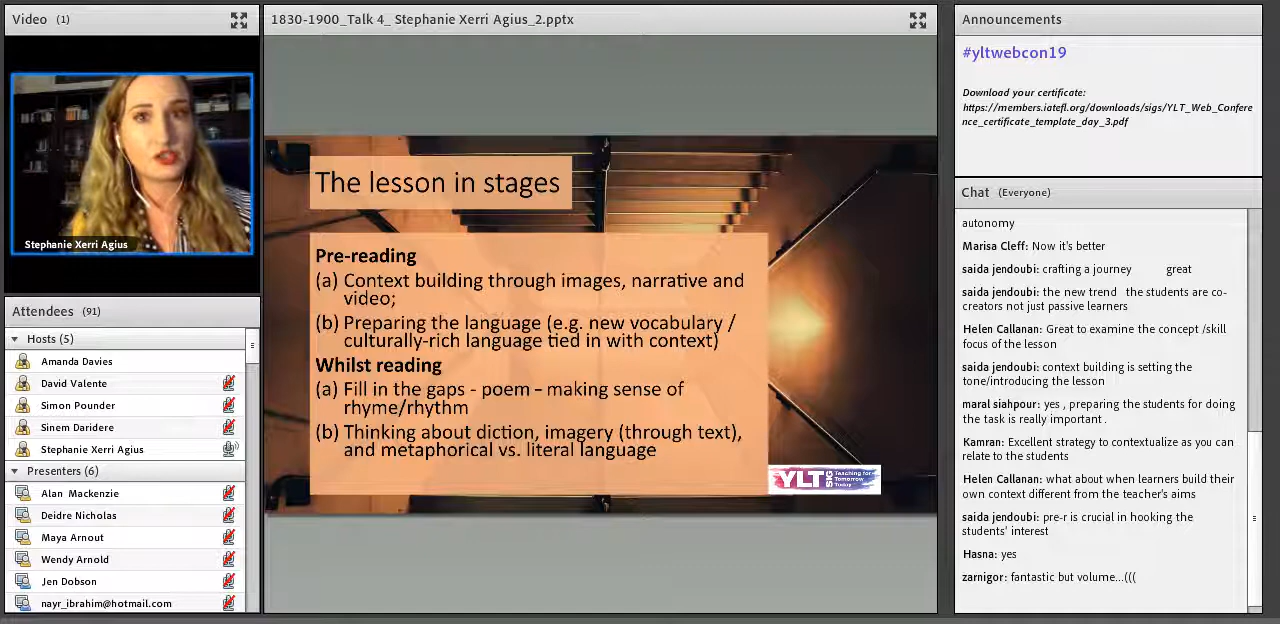 Video (1)
Stephanie Xerri Agius
Attendees (91)
Hosts (5)
Amanda Davies
David Valente
Simon Pounder
Sinem Daridere
Stephanie Xerri Agius
Presenters (6)
Alan Mackenzie
Deidre Nicholas
Maya Arnout
Wendy Arnold
Jen Dobson
nayr_ibrahim@hotmail.com
1830-1900_Talk 4_ Stephanie Xerri Agius_2.pptx
The lesson in stages
Pre-reading
(a) Context building through images, narrative and
video;
(b) Preparing the language (e.g. new vocabulary /
culturally-rich language tied in with context)
Whilst reading
(a) Fill in the gaps - poem – making sense of
rhyme/rhythm
(b) Thinking about diction, imagery (through text),
and metaphorical vs. literal language
YLT SIG Teaching for
Tomorrow
Today
Announcements
#yltwebcon19
Download your certificate:
https://members.iatefl.org/downloads/sigs/YLT_Web_Confere
nce_certificate_template_day_3.pdf
Chat (Everyone)
autonomy
Marisa Cleff: Now it's better
saida jendoubi: crafting a journey great
saida jendoubi: the new trend the students are co-
creators not just passive learners
Helen Callanan: Great to examine the concept /skill
focus of the lesson
saida jendoubi: context building is setting the
tone/introducing the lesson
maral siahpour: yes , preparing the students for doing
the task is really important .
Kamran: Excellent strategy to contextualize as you can
relate to the students
Helen Callanan: what about when learners build their
own context different from the teacher's aims
saida jendoubi: pre-r is crucial in hooking the
students' interest
Hasna: yes
zarnigor: fantastic but volume...(((